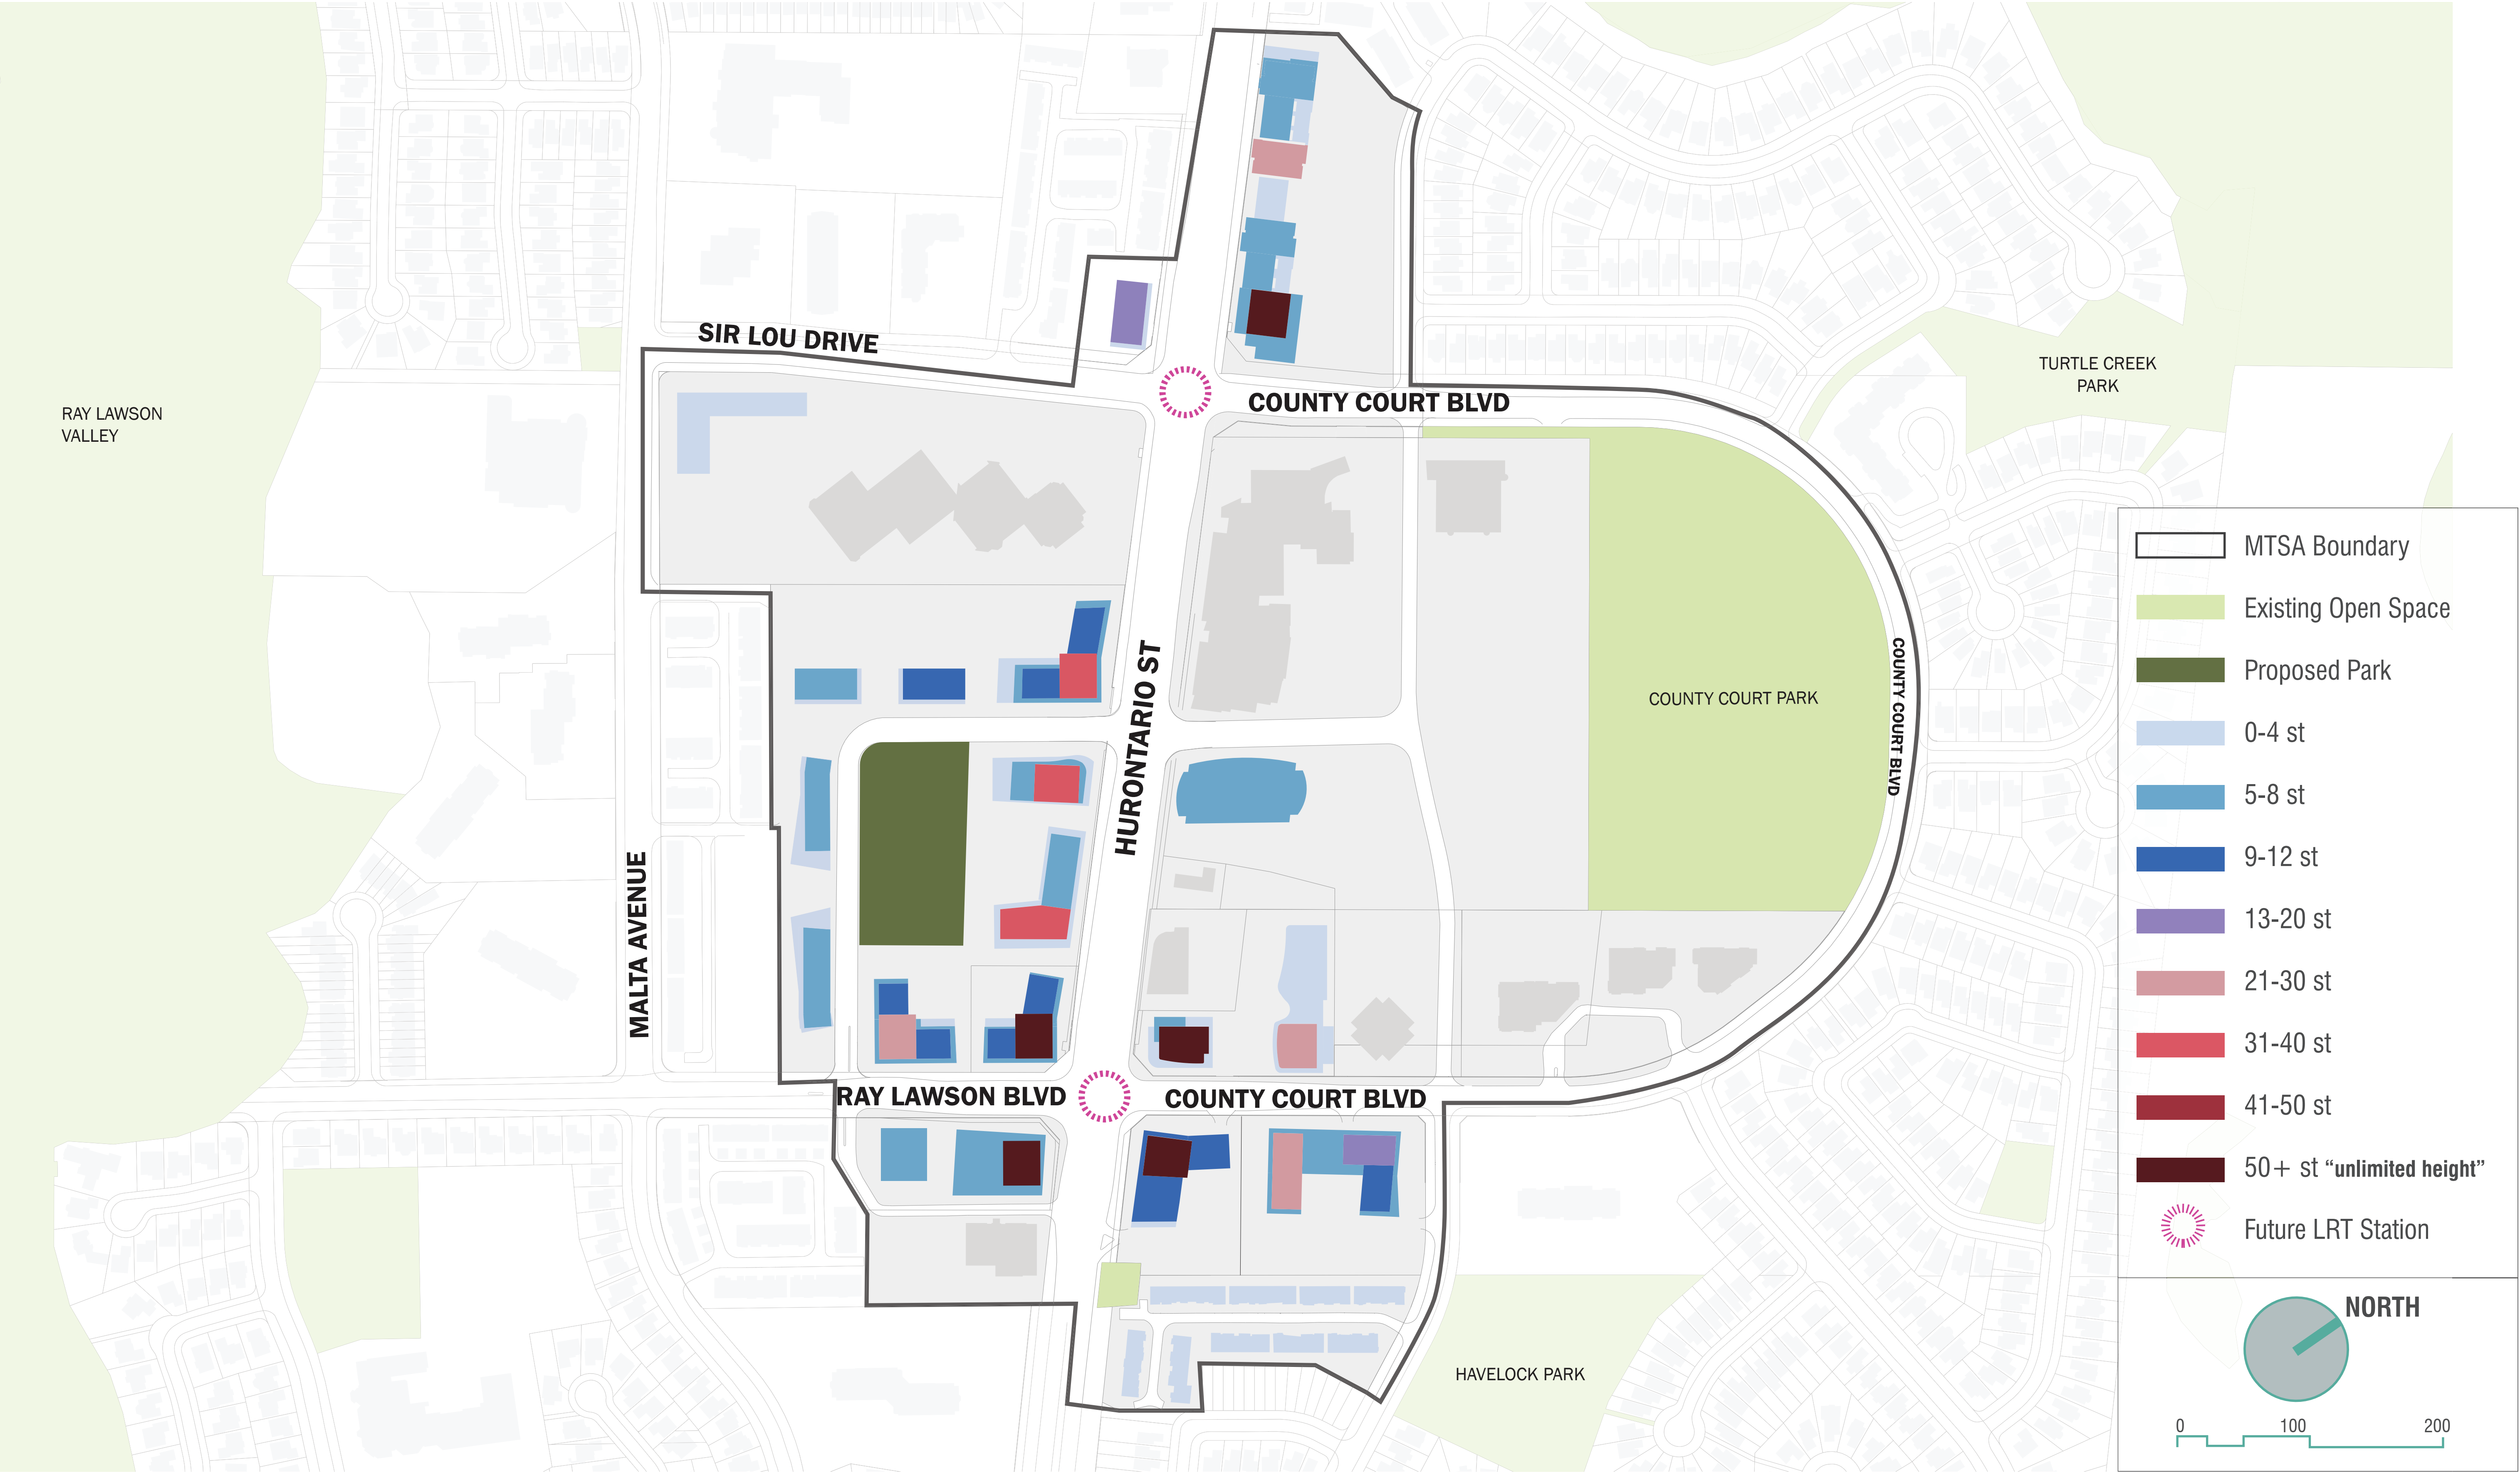 SIR LOU DRIVE
COUNTY COURT BLVD
TURTLE CREEK
PARK
RAY LAWSON
VALLEY
HURONTARIO ST
COUNTY COURT PARK
COUNTY COURT BLVD
MALTA AVENUE
RAY LAWSON BLVD
COUNTY COURT BLVD
HAVELOCK PARK
MTSA Boundary
Existing Open Space
Proposed Park
0-4 st
5-8 st
9-12 st
13-20 st
21-30 st
31-40 st
41-50 st
50+ st “unlimited height”
Future LRT Station
NORTH
0 100 200